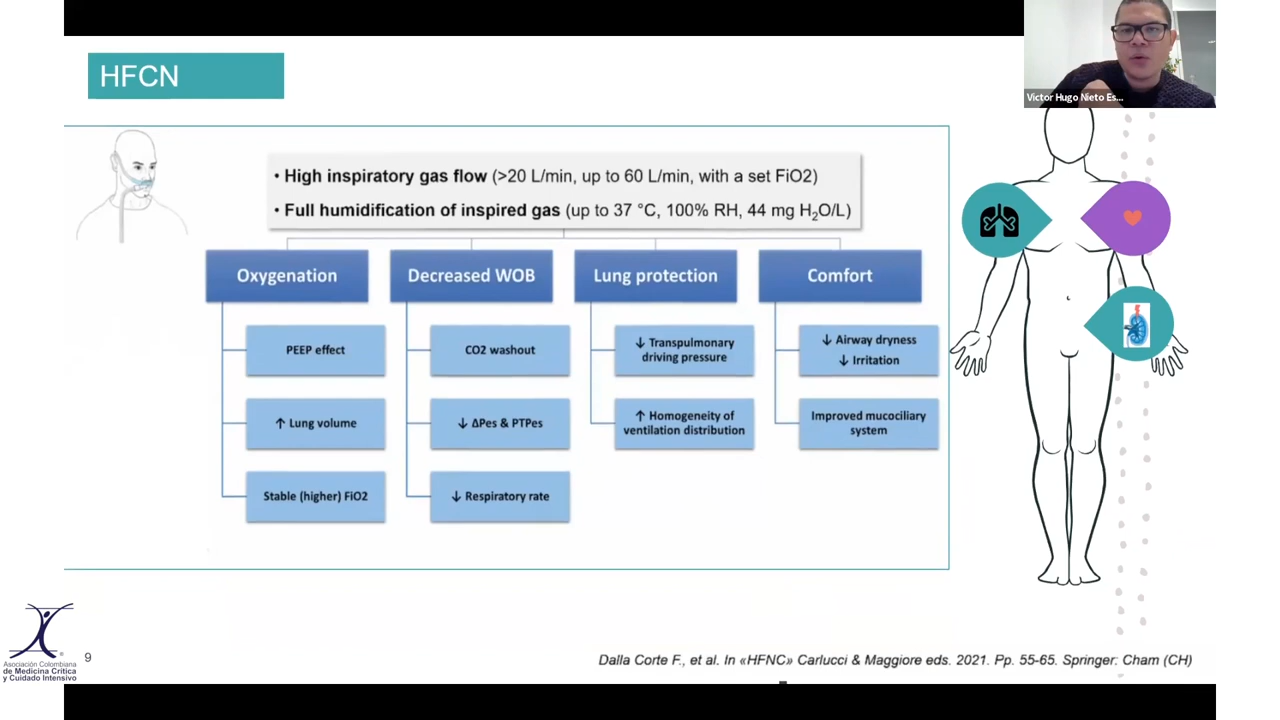 Victor Hugo Nieto Es...
HFCN
• High inspiratory gas flow (>20 L/min, up to 60 L/min, with a set FiO2)
• Full humidification of inspired gas (up to 37 °C, 100% RH, 44 mg H₂O/L)
Oxygenation
PEEP effect
↑ Lung volume
Stable (higher) FiO2
Decreased WOB
CO2 washout
↓ ΔPes & PTPes
↓ Respiratory rate
Lung protection
↓ Transpulmonary
driving pressure
↑ Homogeneity of
ventilation distribution
Comfort
↓ Airway dryness
↓ Irritation
Improved mucociliary
system
Asociación Colombiana
de Medicina Crítica
y Cuidado Intensivo
9
Dalla Corte F., et al. In «HFNC» Carlucci & Maggiore eds. 2021. Pp. 55-65. Springer: Cham (CH)